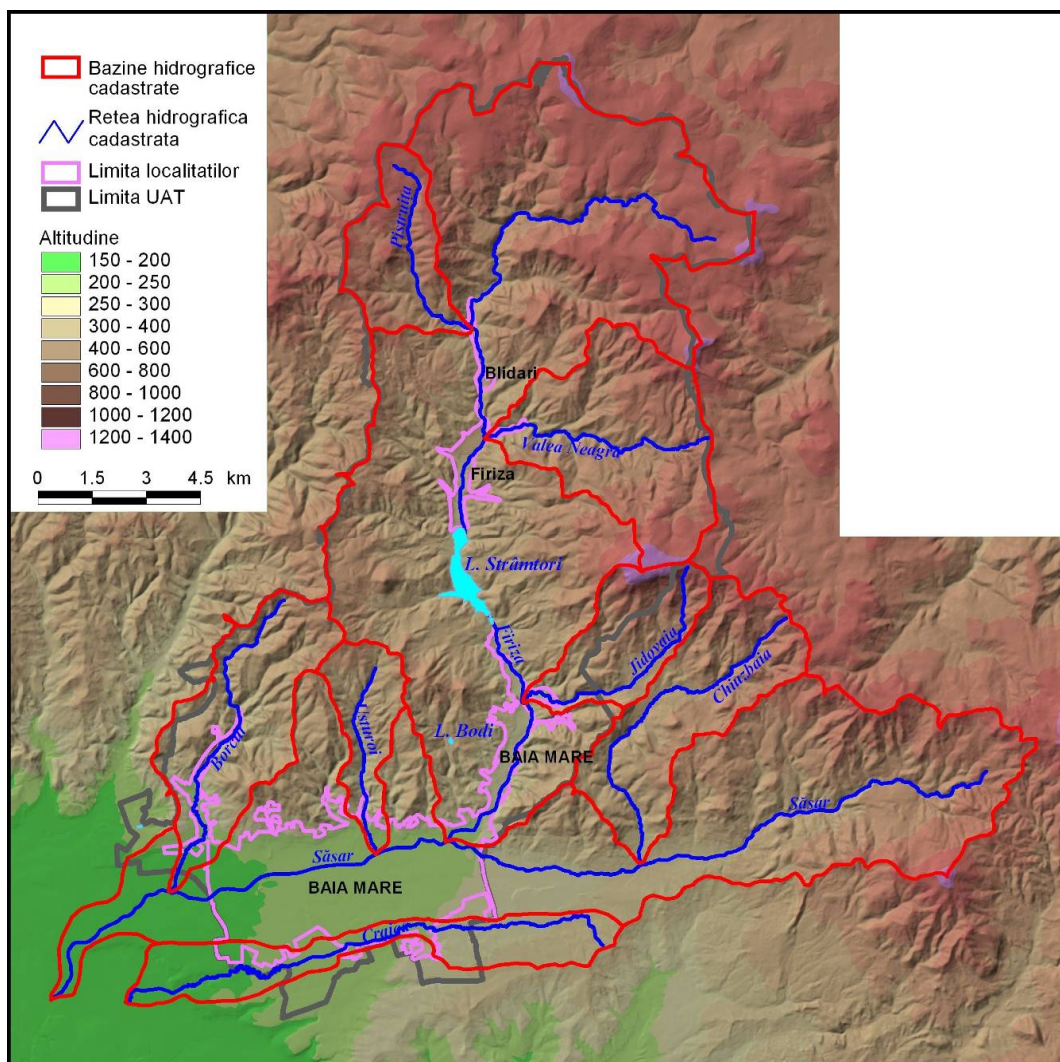 Bazine hidrografice
cadastrate
Retea hidrografica
cadastrata
Limita localitatilor
Limita UAT
Altitudine
150 - 200
200 - 250
250 - 300
300 - 400
400 - 600
600 - 800
800 - 1000
1000 - 1200
1200 - 1400
0 1.5 3 4.5 km
Pistruița
Blidari
Valea Neagră
Firiza
L. Strâmtori
Firiza
Jidovaia
Chiuzbaia
Usturoi
L. Bodi
Borcut
BAIA MARE
Săsar
Săsar
BAIA MARE
Craica